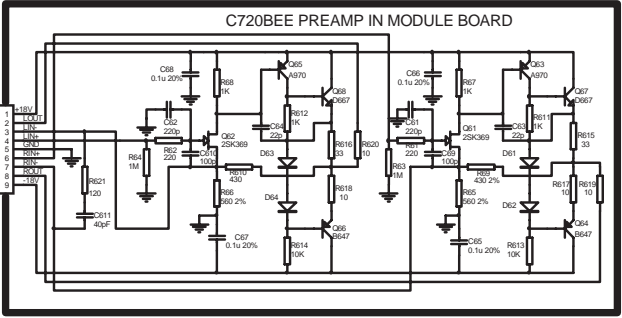 C720BEE PREAMP IN MODULE BOARD
C68
0.1u 20%
Q65
A970
R68
1K
Q68
D667
C62
220p
R612
1K
Q62
2SK369
C64
22p
R616
33
R620
10
R62
220
C610
100p
D63
R64
1M
R610
430
R66
560 2%
R618
10
D64
Q66
B647
C67
0.1u 20%
R614
10K
C66
0.1u 20%
Q63
A970
R67
1K
Q67
D667
C61
220p
R611
1K
Q61
2SK369
C63
22p
R615
33
R61
220
C69
100p
D61
R63
1M
R69
430 2%
R65
560 2%
R617
10
R619
10
D62
Q64
B647
C65
0.1u 20%
R613
10K
1 +18V
2 LOUT
3 LIN-
4 LIN+
5 GND
6 RIN+
7 RIN-
8 ROUT
9 -18V
R621
120
C611
40pF